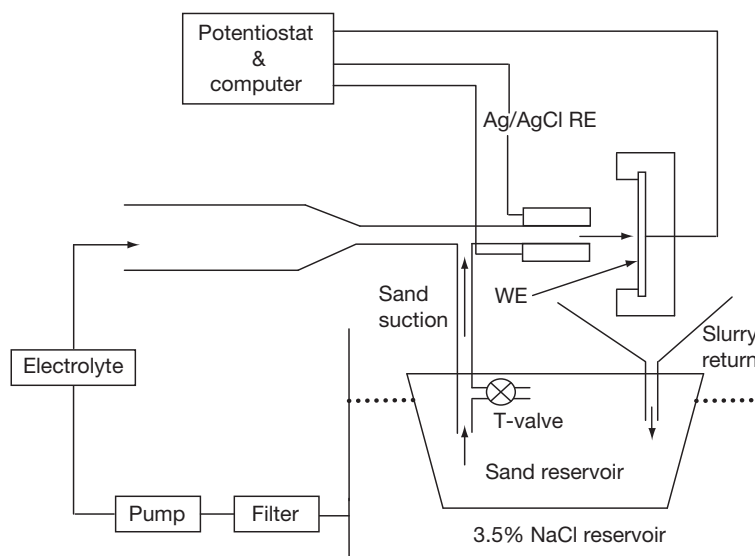 Potentiostat
&
computer
Ag/AgCl RE
Sand
suction
WE
Slurry
return
Electrolyte
T-valve
Sand reservoir
Pump
Filter
3.5% NaCl reservoir